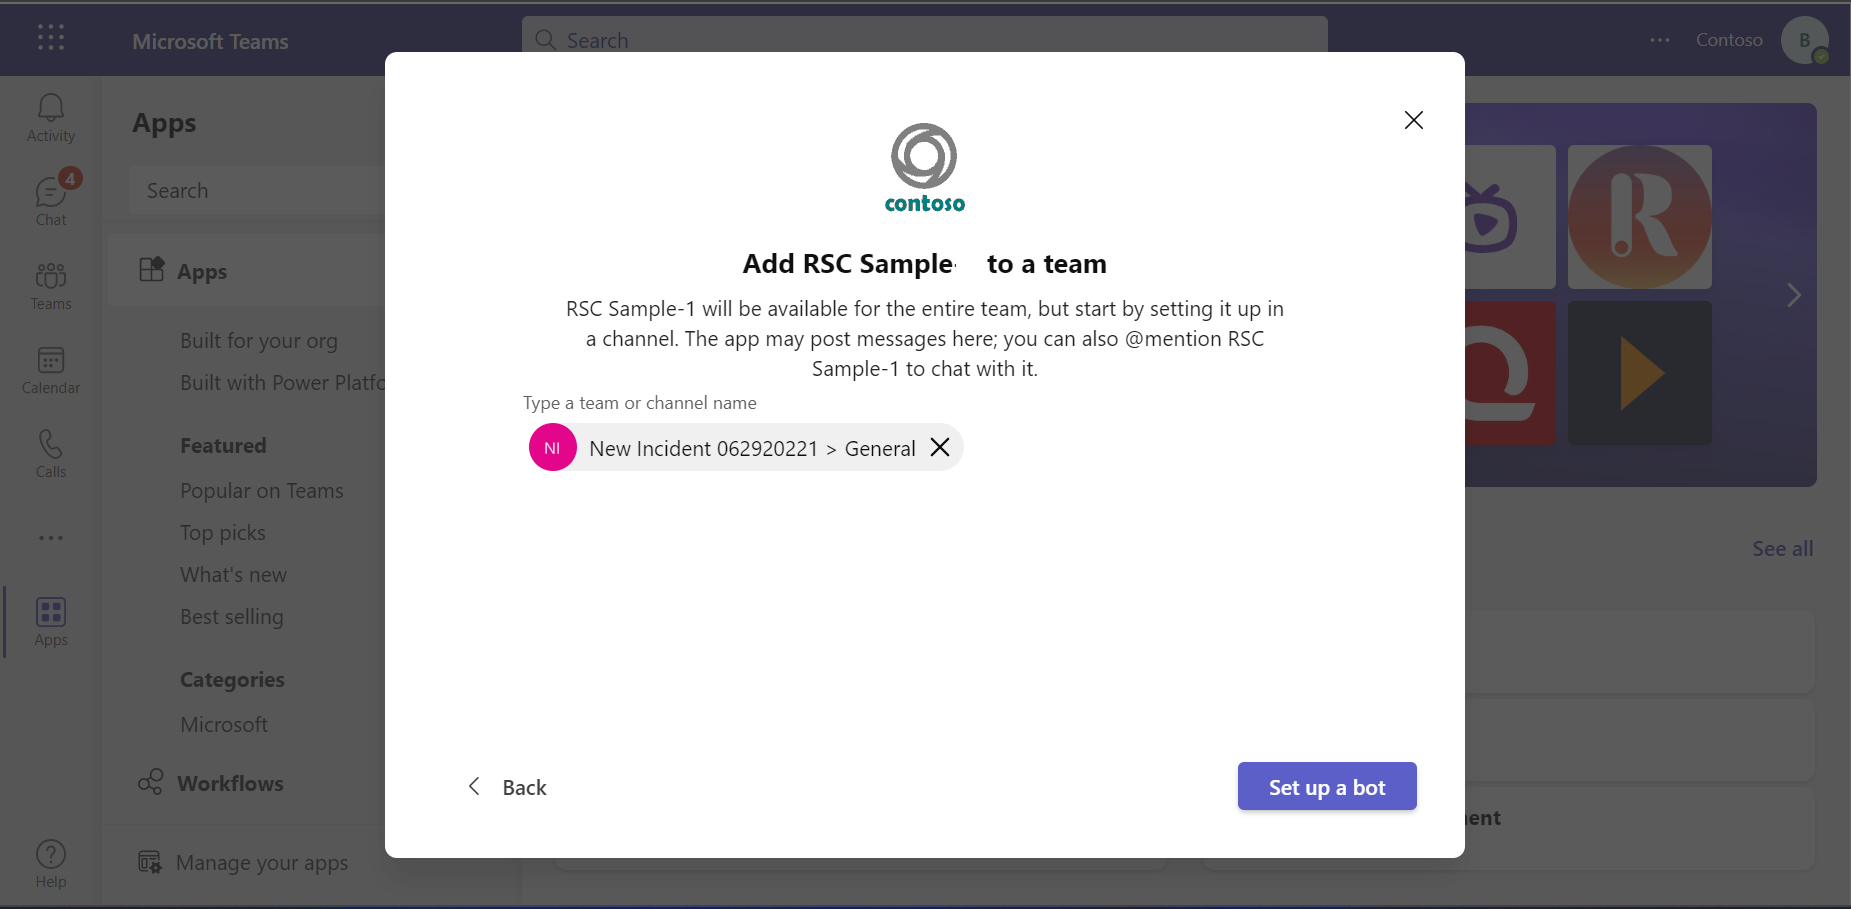 Microsoft Teams
Search
Contoso
B
Activity
4
Chat
Teams
Calendar
Calls
Apps
Help
Apps
Search
Apps
Built for your org
Built with Power Platfo
Featured
Popular on Teams
Top picks
What's new
Best selling
Categories
Microsoft
Workflows
Manage your apps
contoso
Add RSC Sample- to a team
RSC Sample-1 will be available for the entire team, but start by setting it up in
a channel. The app may post messages here; you can also @mention RSC
Sample-1 to chat with it.
Type a team or channel name
NI New Incident 062920221 > General
Back
Set up a bot
R
See all
ent